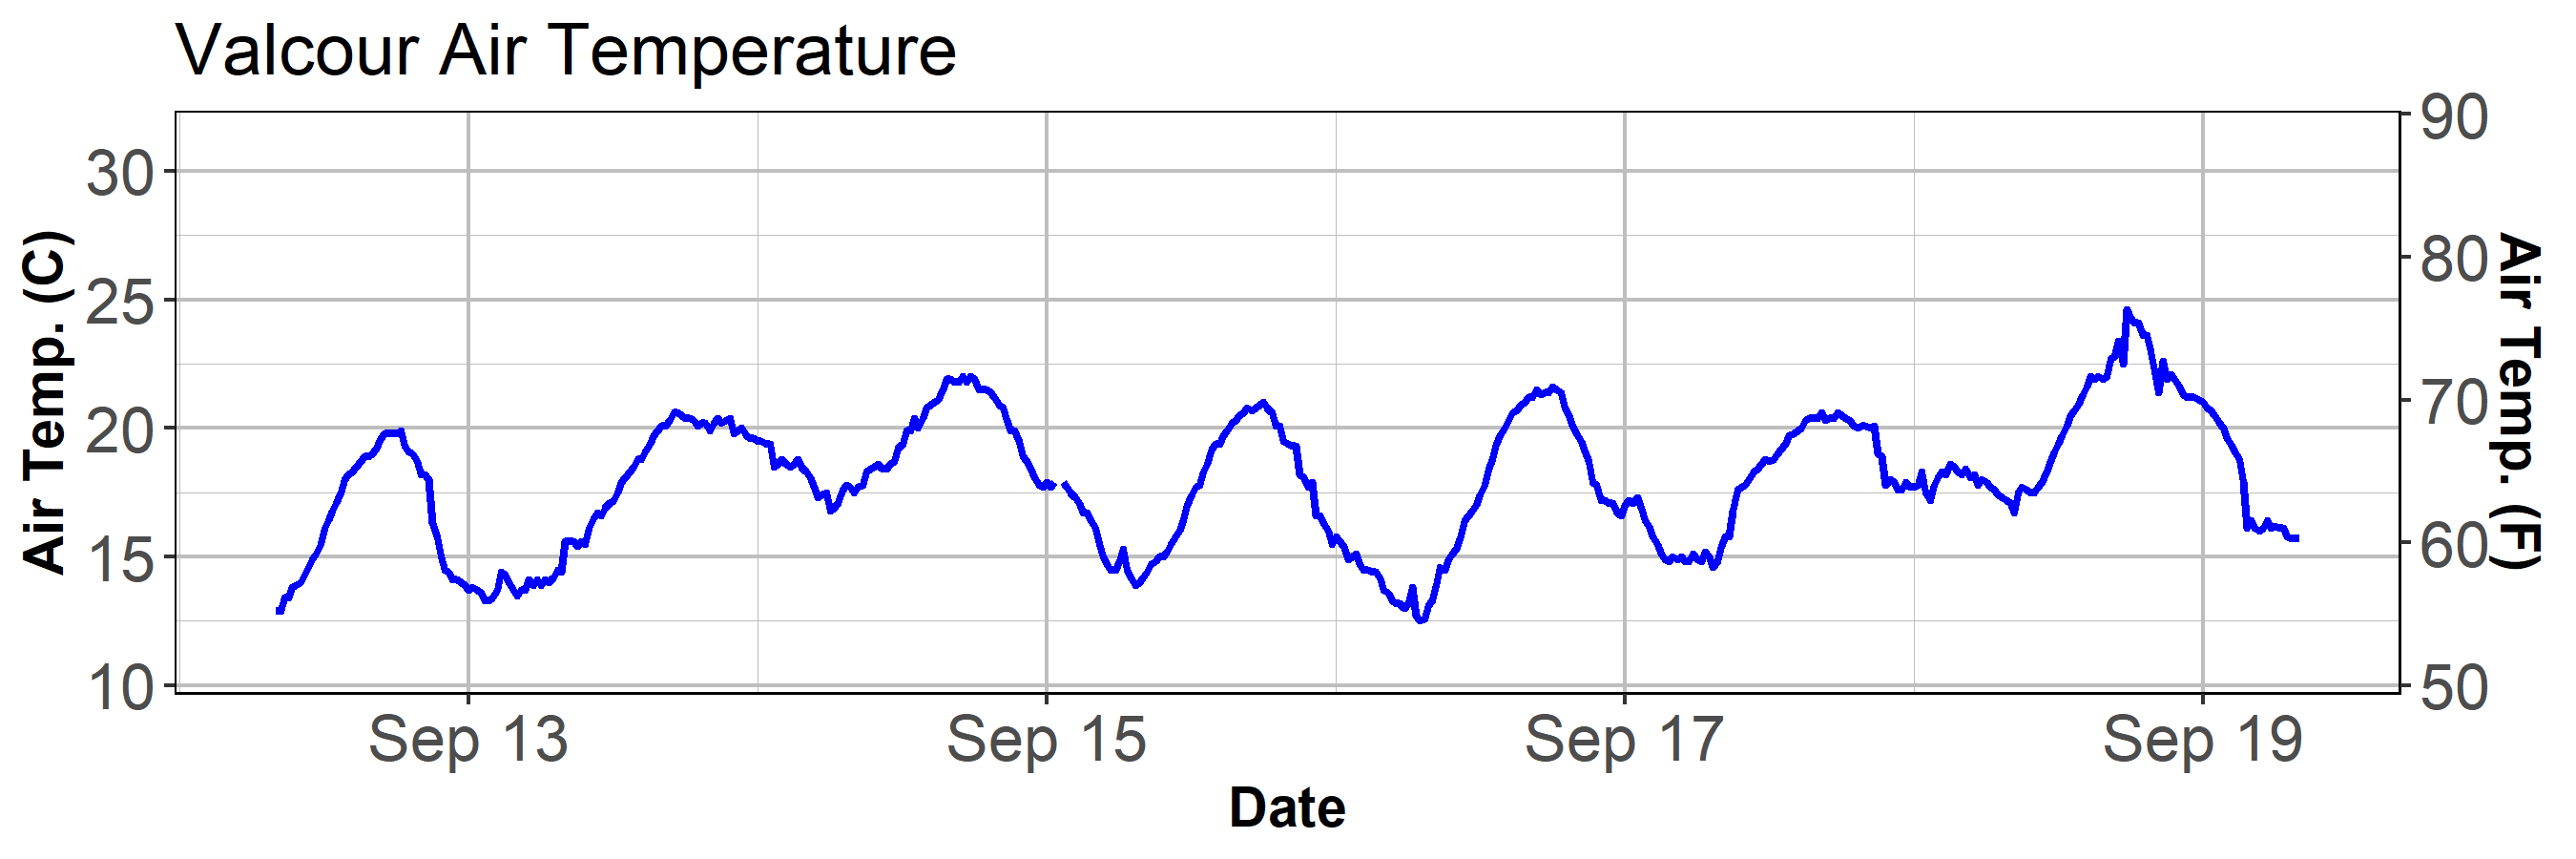 Valcour Air Temperature
Air Temp. (C)
30
25
20
15
10
90
80
70
60
50
Air Temp. (F)
Sep 13
Sep 15
Sep 17
Sep 19
Date